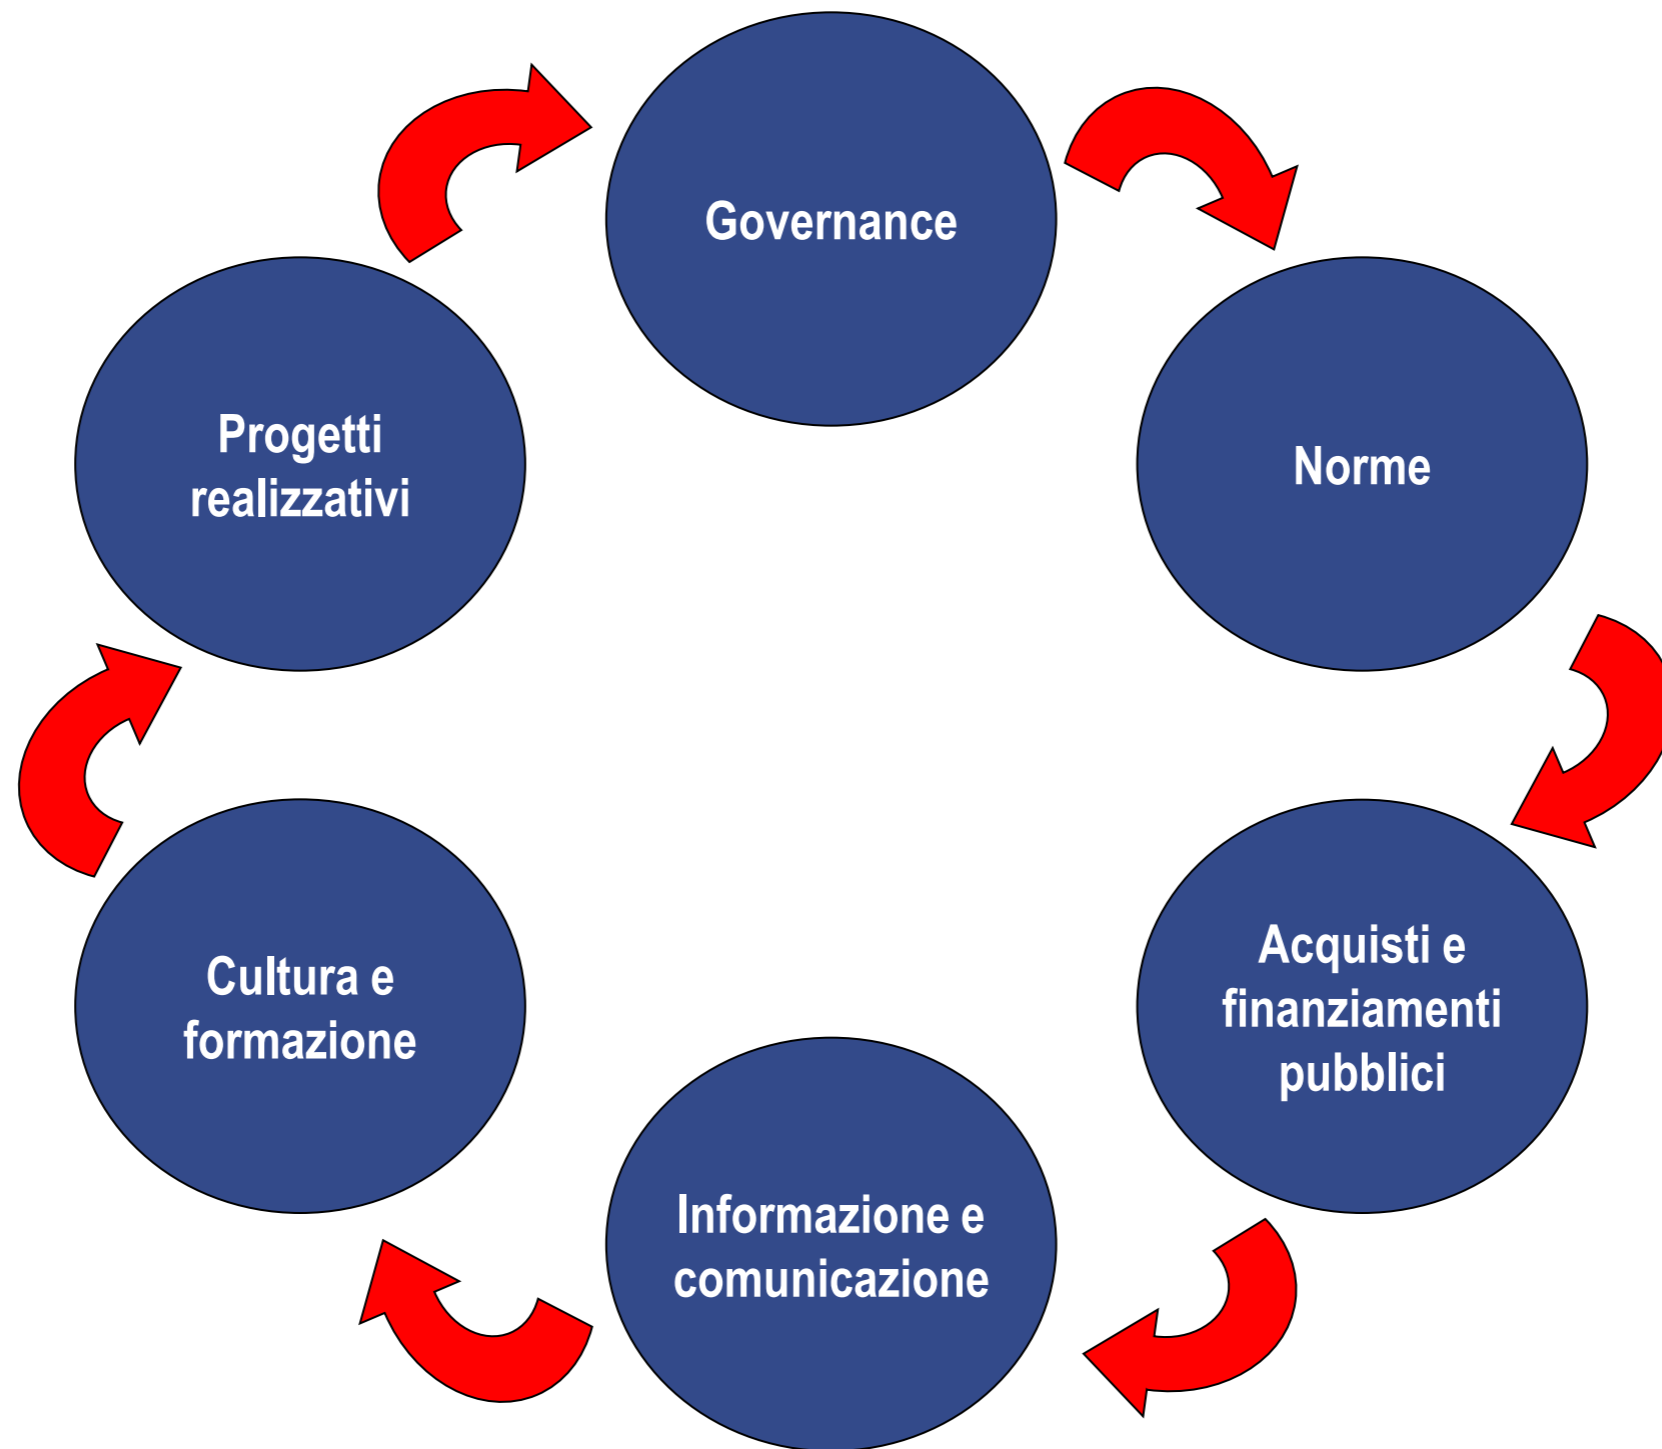 Governance
Norme
Acquisti e
finanziamenti
pubblici
Informazione e
comunicazione
Cultura e
formazione
Progetti
realizzativi